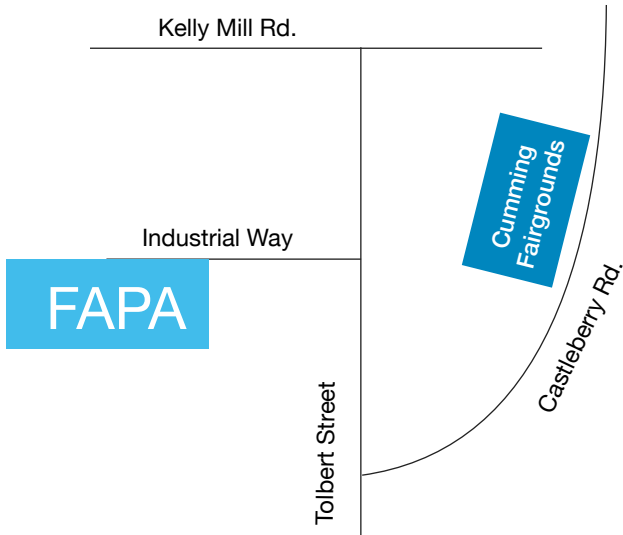 Kelly Mill Rd.
Cumming
Fairgrounds
Industrial Way
FAPA
Castleberry Rd.
Tolbert Street